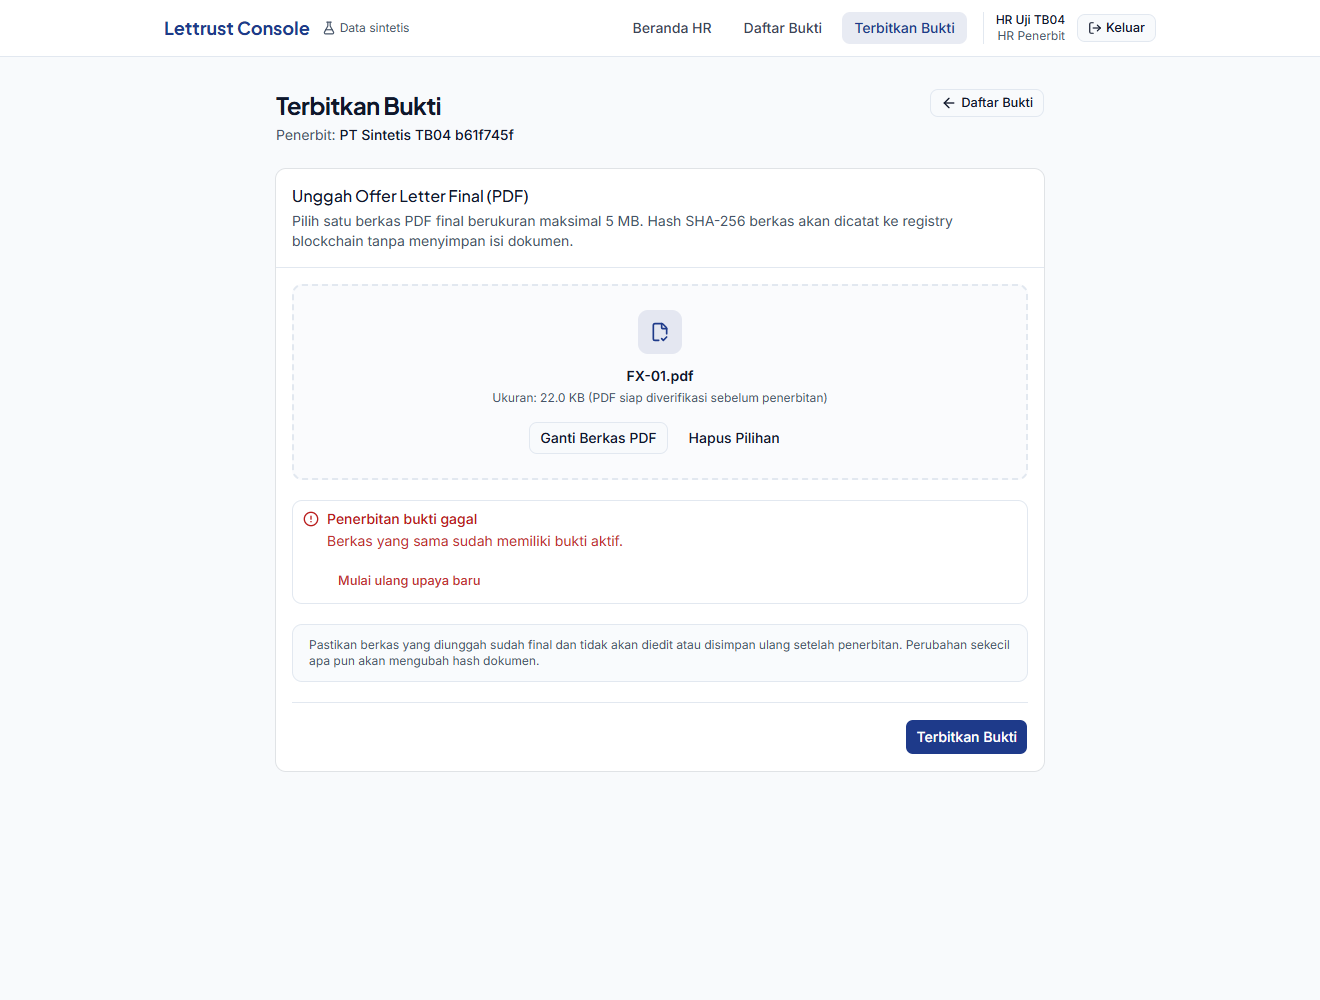 Lettrust Console
Data sintetis
Beranda HR
Daftar Bukti
Terbitkan Bukti
HR Uji TB04
HR Penerbit
Keluar
Terbitkan Bukti
Penerbit: PT Sintetis TB04 b61f745f
Daftar Bukti
Unggah Offer Letter Final (PDF)
Pilih satu berkas PDF final berukuran maksimal 5 MB. Hash SHA-256 berkas akan dicatat ke registry
blockchain tanpa menyimpan isi dokumen.
FX-01.pdf
Ukuran: 22.0 KB (PDF siap diverifikasi sebelum penerbitan)
Ganti Berkas PDF
Hapus Pilihan
Penerbitan bukti gagal
Berkas yang sama sudah memiliki bukti aktif.
Mulai ulang upaya baru
Pastikan berkas yang diunggah sudah final dan tidak akan diedit atau disimpan ulang setelah penerbitan. Perubahan sekecil
apa pun akan mengubah hash dokumen.
Terbitkan Bukti